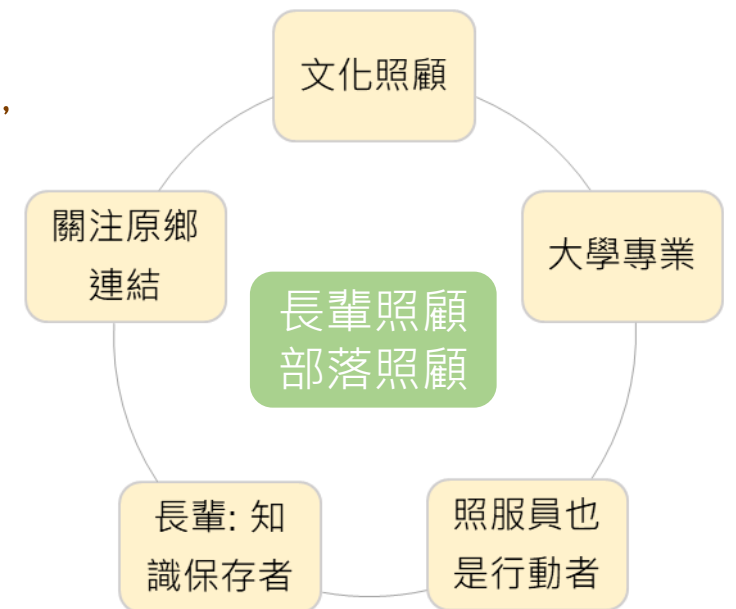 文化照顧
，
關注原鄉
連結
大學專業
長輩照顧
部落照顧
長輩: 知
識保存者
照服員也
是行動者